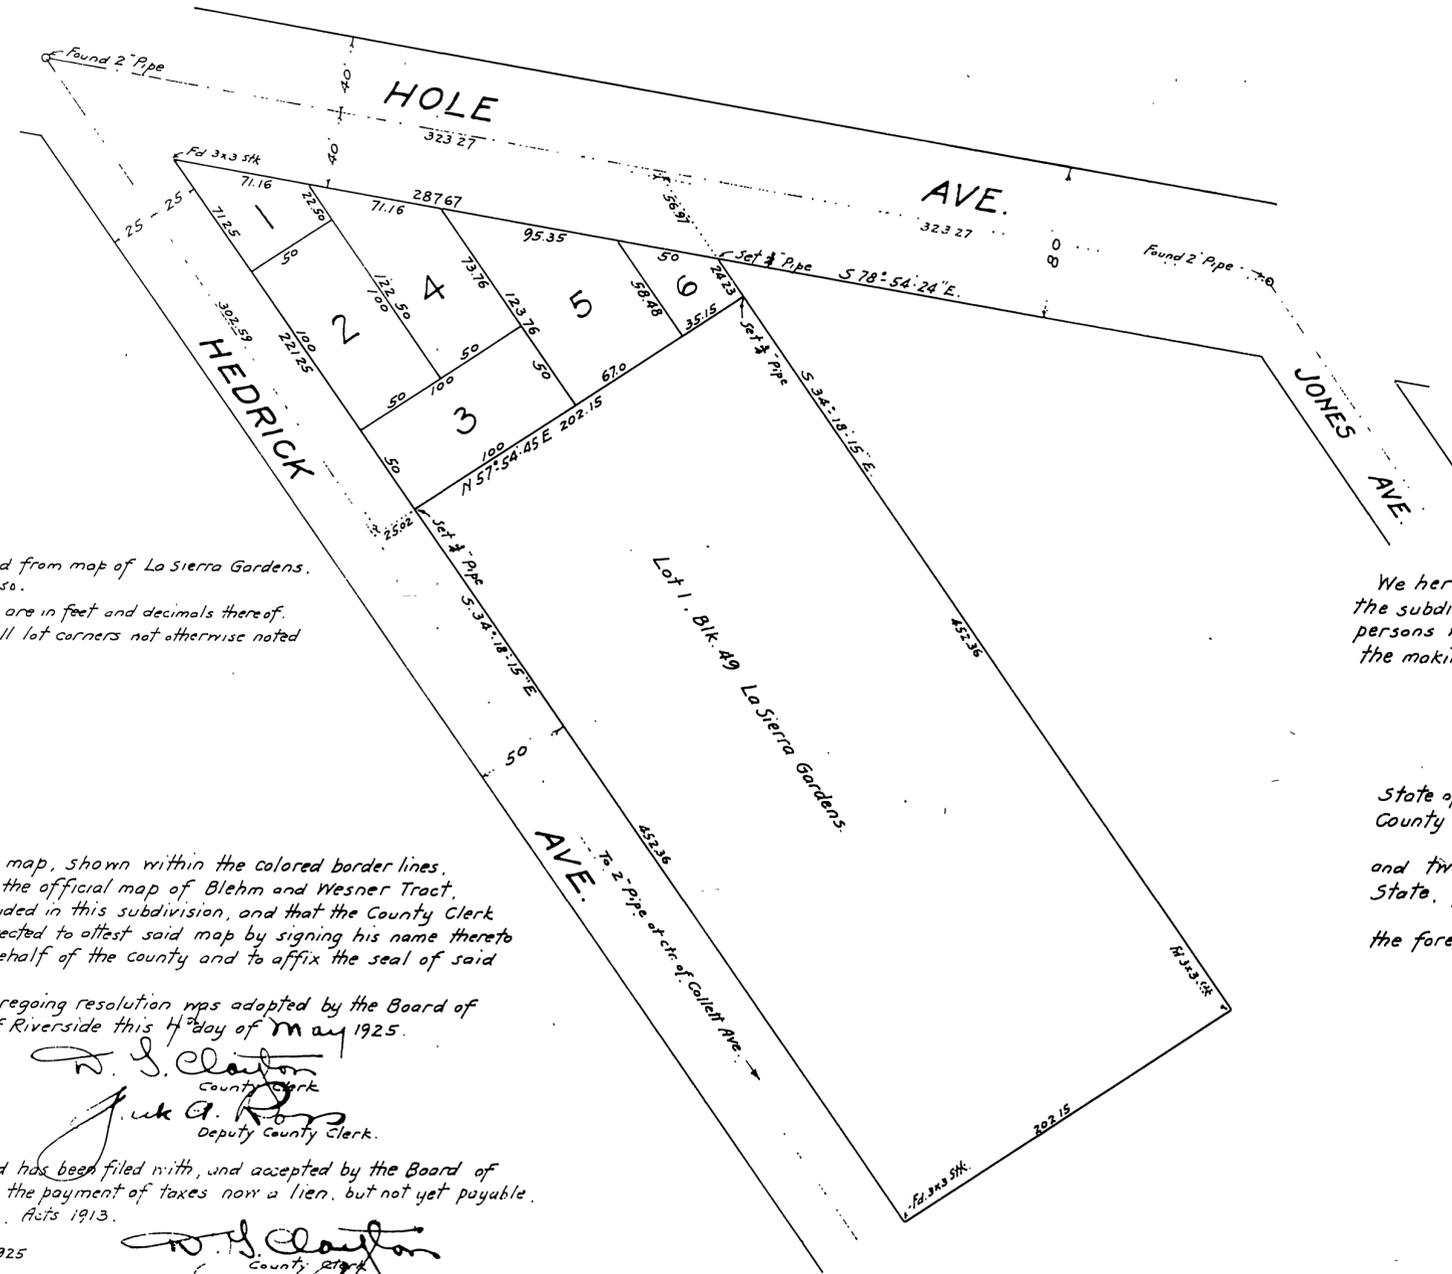 Found 2" Pipe
40
HOLE
AVE.
323.27
40
323 27
80
Found 2" Pipe
Fd 3x3 Stk
71.16
71.16
287 67
95.35
50
56.97
Set ¾" Pipe
S 78°-54'-24" E.
25
25
71.25
1
22.50
50
2
100
221.25
302.59
4
122 50
100
73.76
123.76
5
58.48
6
24.23
35.15
Set ¾" Pipe
50
50
100
50
67.0
3
50
100
N 57°-54'-45 E 202.15
25.02
Set ¾" Pipe
HEDRICK
AVE.
S. 34°-18'-15" E
S. 34°-18'-15" E.
JONES
AVE.
50
452.36
452.36
Lot 1. Blk. 49 La Sierra Gardens.
To 2" Pipe at ctr. of Collett Ave.
Fd 3x3 Stk
202 15
Fd. 3x3 Stk.
d from map of La Sierra Gardens.
so.
are in feet and decimals thereof.
ll lot corners not otherwise noted
map, shown within the colored border lines,
the official map of Blehm and Wesner Tract,
uded in this subdivision, and that the County Clerk
ected to attest said map by signing his name thereto
ehalf of the county and to affix the seal of said
regoing resolution was adopted by the Board of
f Riverside this 4th day of May 1925.
D. G. Clayton
County Clerk
Deputy County Clerk.
d has been filed with, and accepted by the Board of
the payment of taxes now a lien, but not yet payable.
Acts 1913.
D. G. Clayton
County Clerk
925
We her
the subdi
persons
the maki
State o
County
and tw
State,
the fore